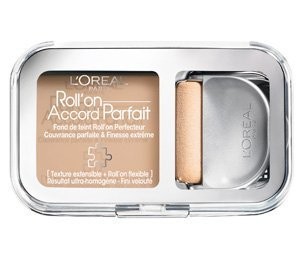 L'ORÉAL
PARIS
Roll'on
Accord Parfait
Fond de teint Roll'on Perfecteur
Couvrance parfaite & Finesse extrême
[Texture extensible + Roll'on flexible]
Résultat ultra-homogène - Fini velouté
L'ORÉAL